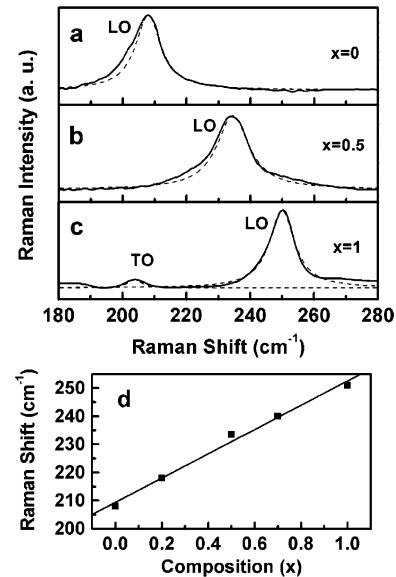 a
LO
x=0
b
LO
x=0.5
c
TO
LO
x=1
Raman Intensity (a. u.)
180 200 220 240 260 280
Raman Shift (cm⁻¹)
d
250
240
230
220
210
200
Raman Shift (cm⁻¹)
0.0 0.2 0.4 0.6 0.8 1.0
Composition (x)